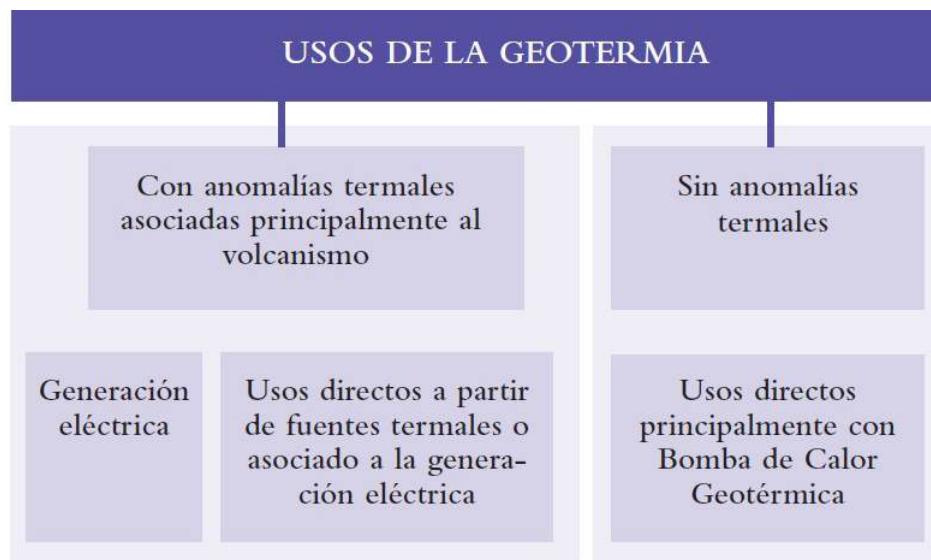 USOS DE LA GEOTERMIA
Con anomalías termales
asociadas principalmente al
volcanismo
Sin anomalías
termales
Generación
eléctrica
Usos directos a partir
de fuentes termales o
asociado a la genera-
ción eléctrica
Usos directos
principalmente con
Bomba de Calor
Geotérmica